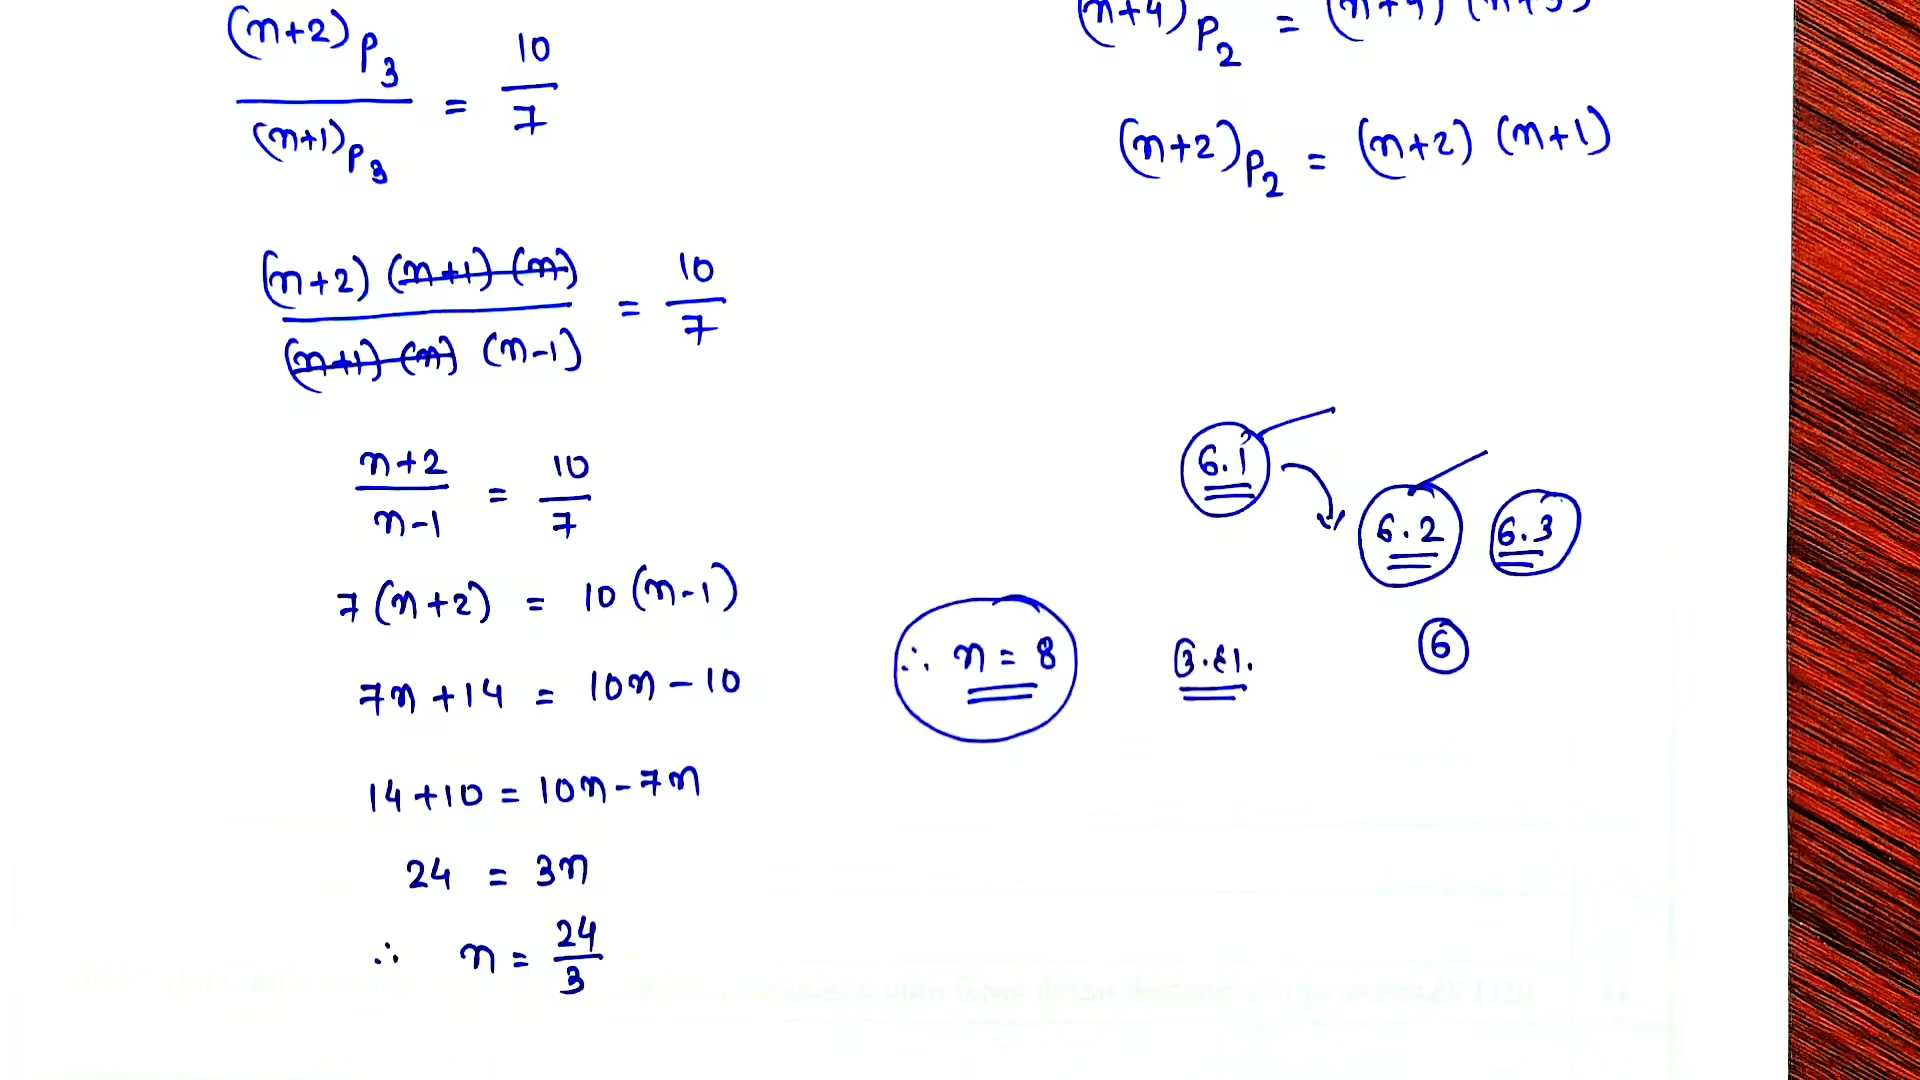 (n+2)P₃ / (n+1)P₃ = 10/7
(n+2) (n+1) (n) / (n+1) (n) (n-1) = 10/7
n+2 / n-1 = 10/7
7 (n+2) = 10 (n-1)
7n + 14 = 10n - 10
14 + 10 = 10n - 7n
24 = 3n
∴ n = 24/3
(n+4)P₂ =
(n+2)P₂ = (n+2) (n+1)
6.1
6.2
6.3
∴ n = 8
6